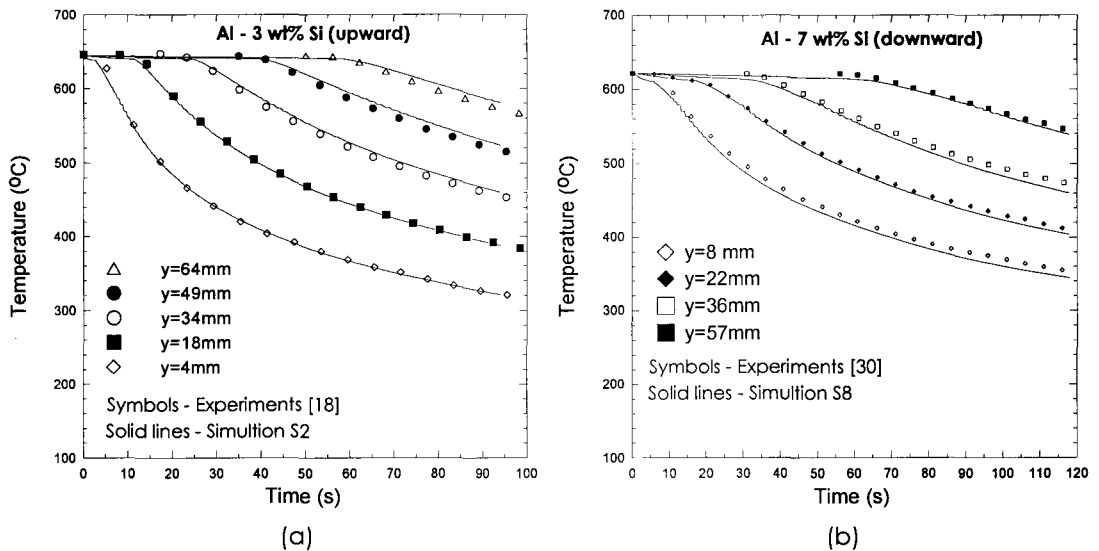 Al - 3 wt% Si (upward)
700
600
500
400
300
200
100
Temperature (ºC)
y=64mm
y=49mm
y=34mm
y=18mm
y=4mm
Symbols - Experiments [18]
Solid lines - Simultion S2
0 10 20 30 40 50 60 70 80 90 100
Time (s)
(a)
Al - 7 wt% Si (downward)
700
600
500
400
300
200
100
Temperature (ºC)
y=8 mm
y=22mm
y=36mm
y=57mm
Symbols - Experiments [30]
Solid lines - Simultion S8
0 10 20 30 40 50 60 70 80 90 100 110 120
Time (s)
(b)